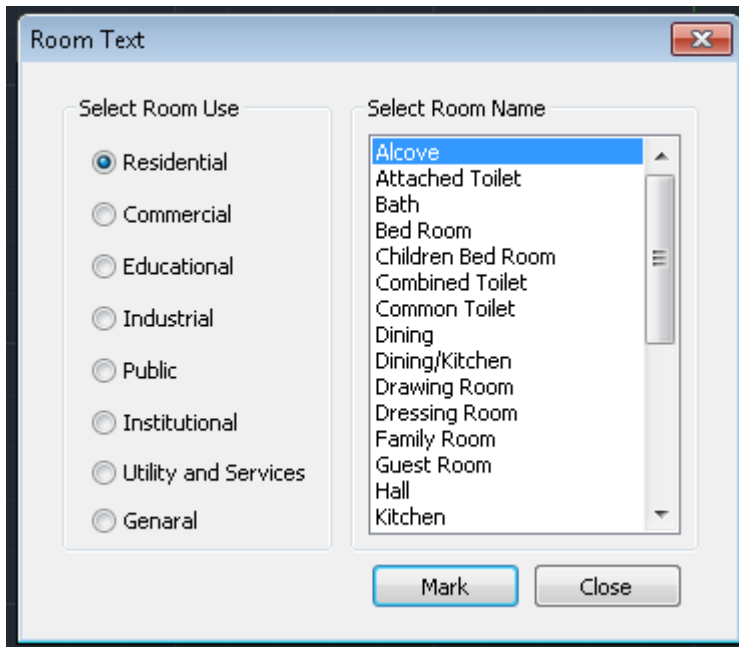 Room Text
Select Room Use
Residential
Commercial
Educational
Industrial
Public
Institutional
Utility and Services
Genaral
Select Room Name
Alcove
Attached Toilet
Bath
Bed Room
Children Bed Room
Combined Toilet
Common Toilet
Dining
Dining/Kitchen
Drawing Room
Dressing Room
Family Room
Guest Room
Hall
Kitchen
Mark
Close